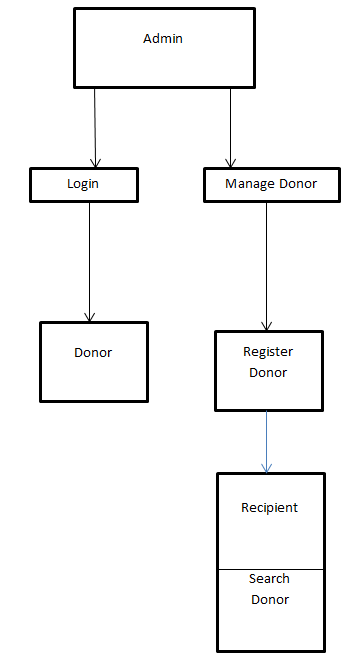 Admin
Login
Manage Donor
Donor
Register
Donor
Recipient
Search
Donor